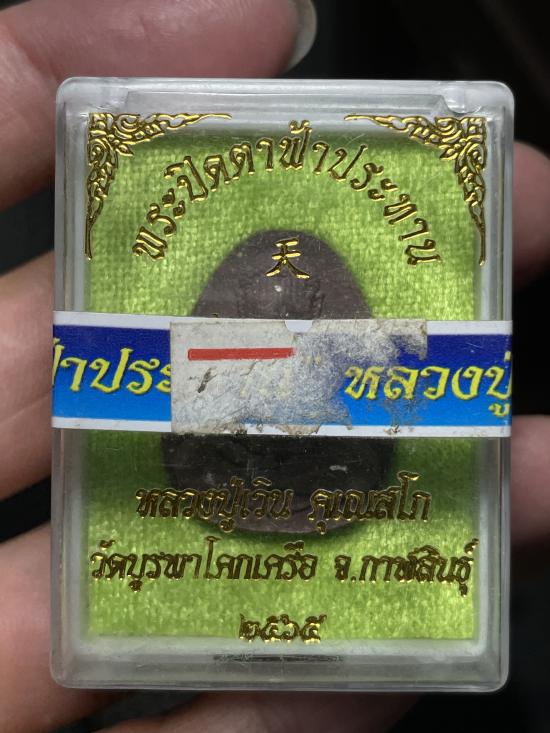 พระปิดตาฟ้าประทาน
天
ฟ้าประ " หลวงปู่
หลวงปู่เวิน คุเณสโก
วัดบูรพาโคกเครือ จ.กาฬสินธุ์
๒๕๖๕